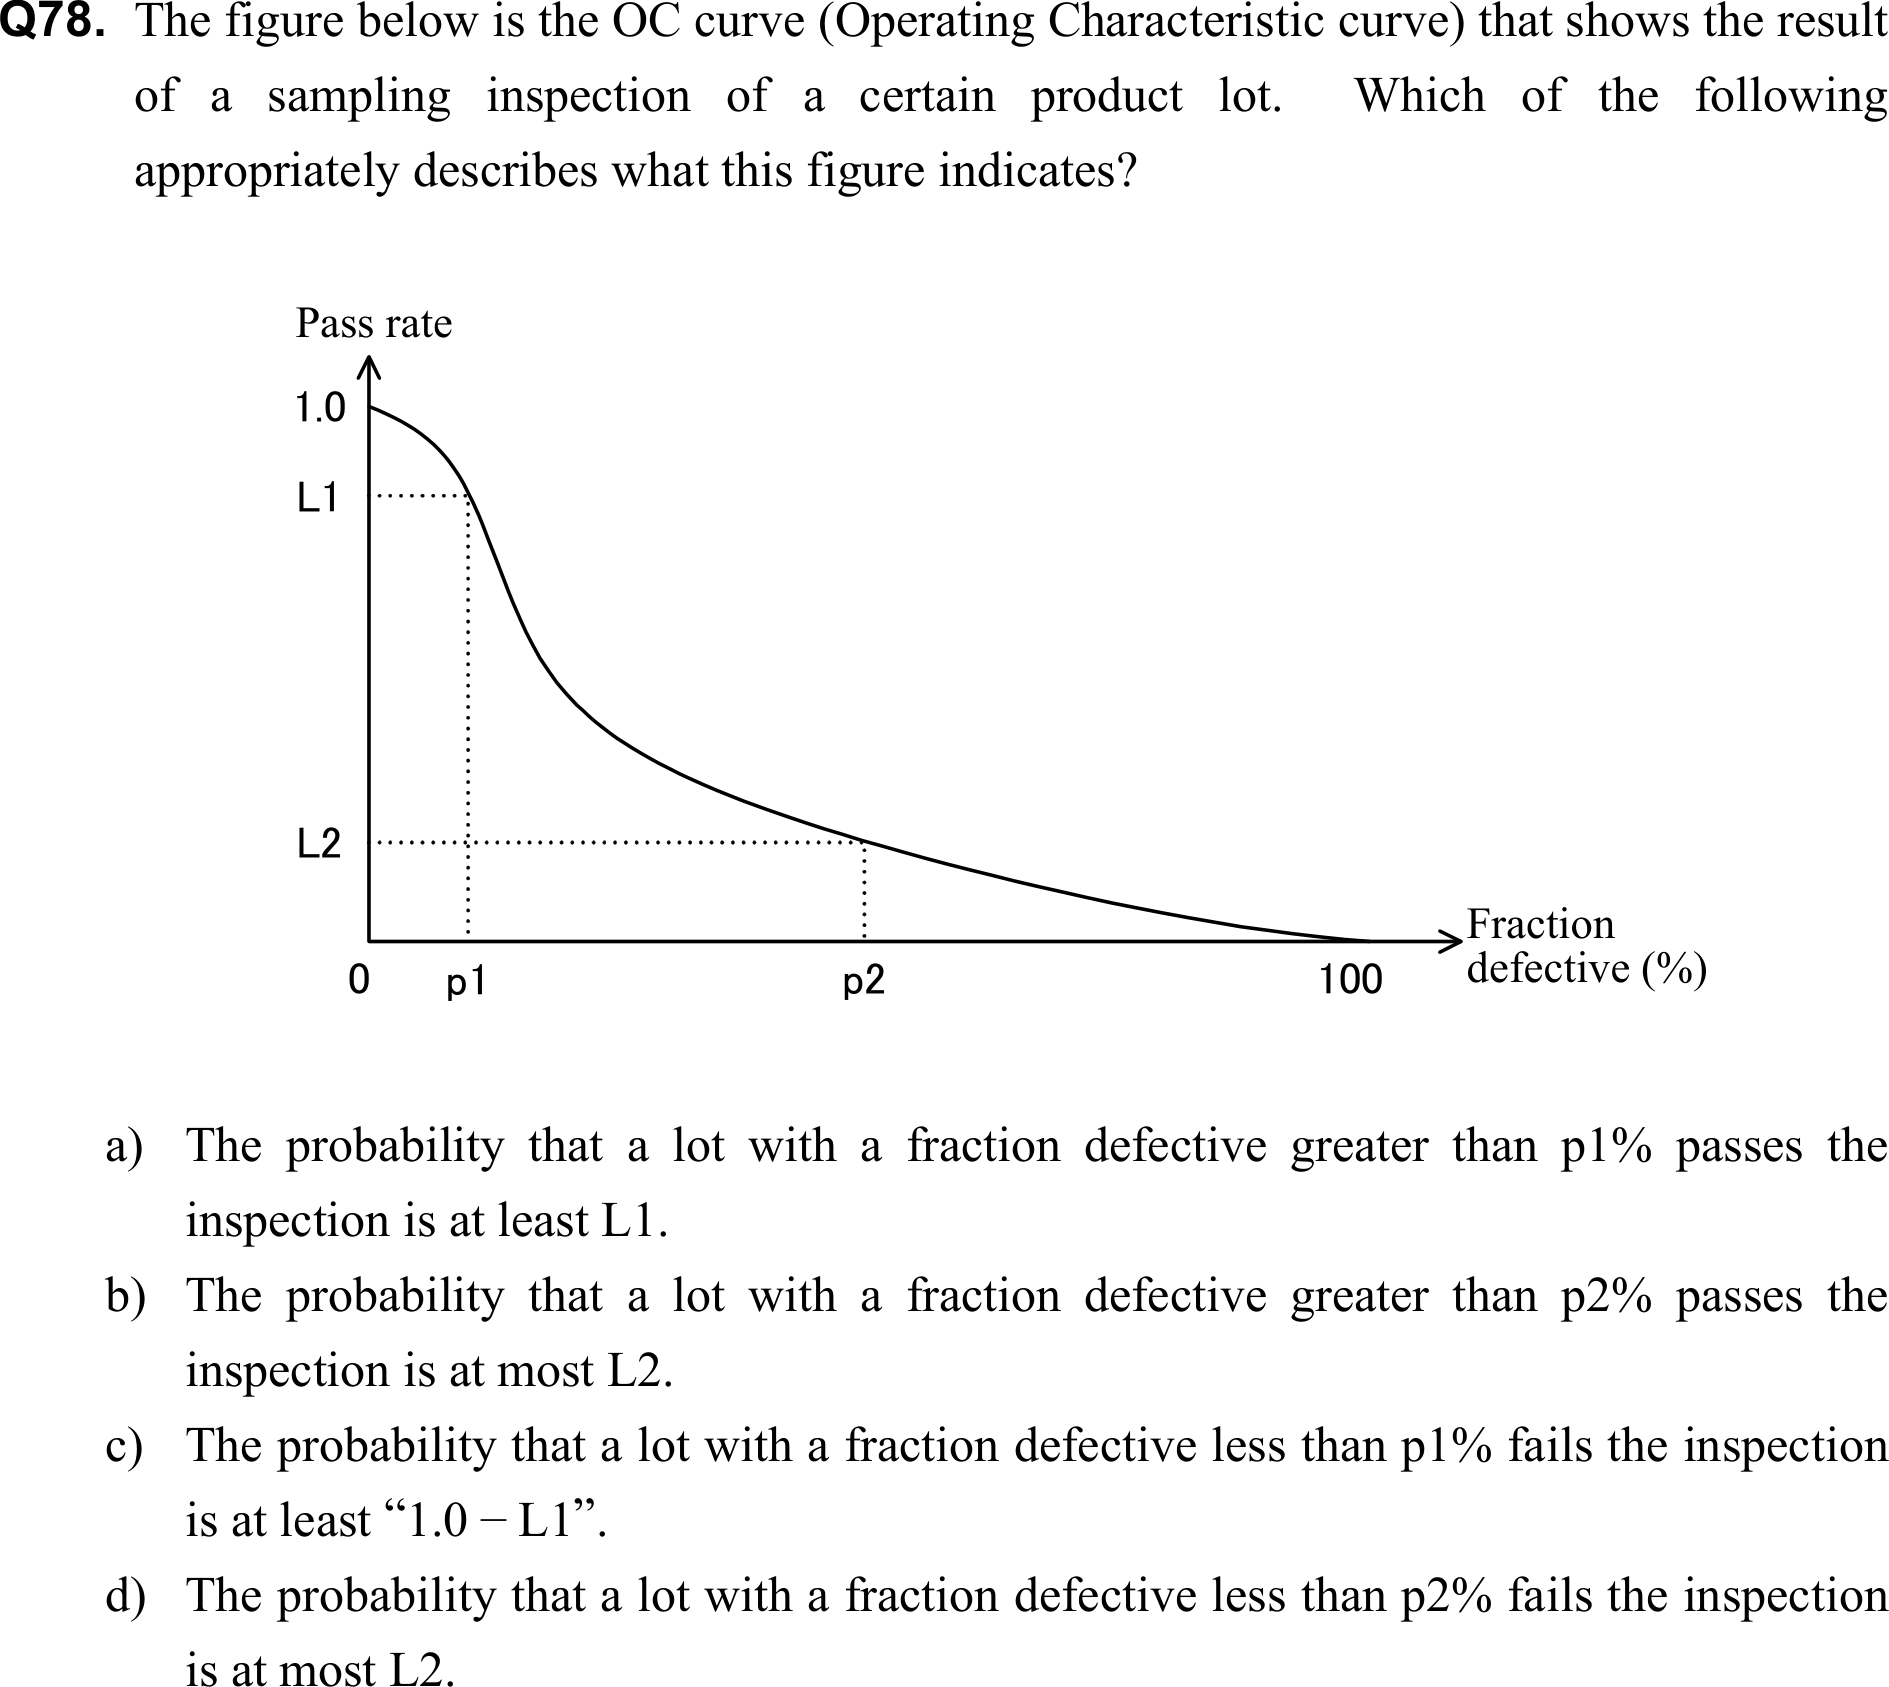 Q78. The figure below is the OC curve (Operating Characteristic curve) that shows the result
of a sampling inspection of a certain product lot. Which of the following
appropriately describes what this figure indicates?
Pass rate
1.0
L1
L2
Fraction
defective (%)
0 p1 p2 100
a) The probability that a lot with a fraction defective greater than p1% passes the
inspection is at least L1.
b) The probability that a lot with a fraction defective greater than p2% passes the
inspection is at most L2.
c) The probability that a lot with a fraction defective less than p1% fails the inspection
is at least “1.0 − L1”.
d) The probability that a lot with a fraction defective less than p2% fails the inspection
is at most L2.